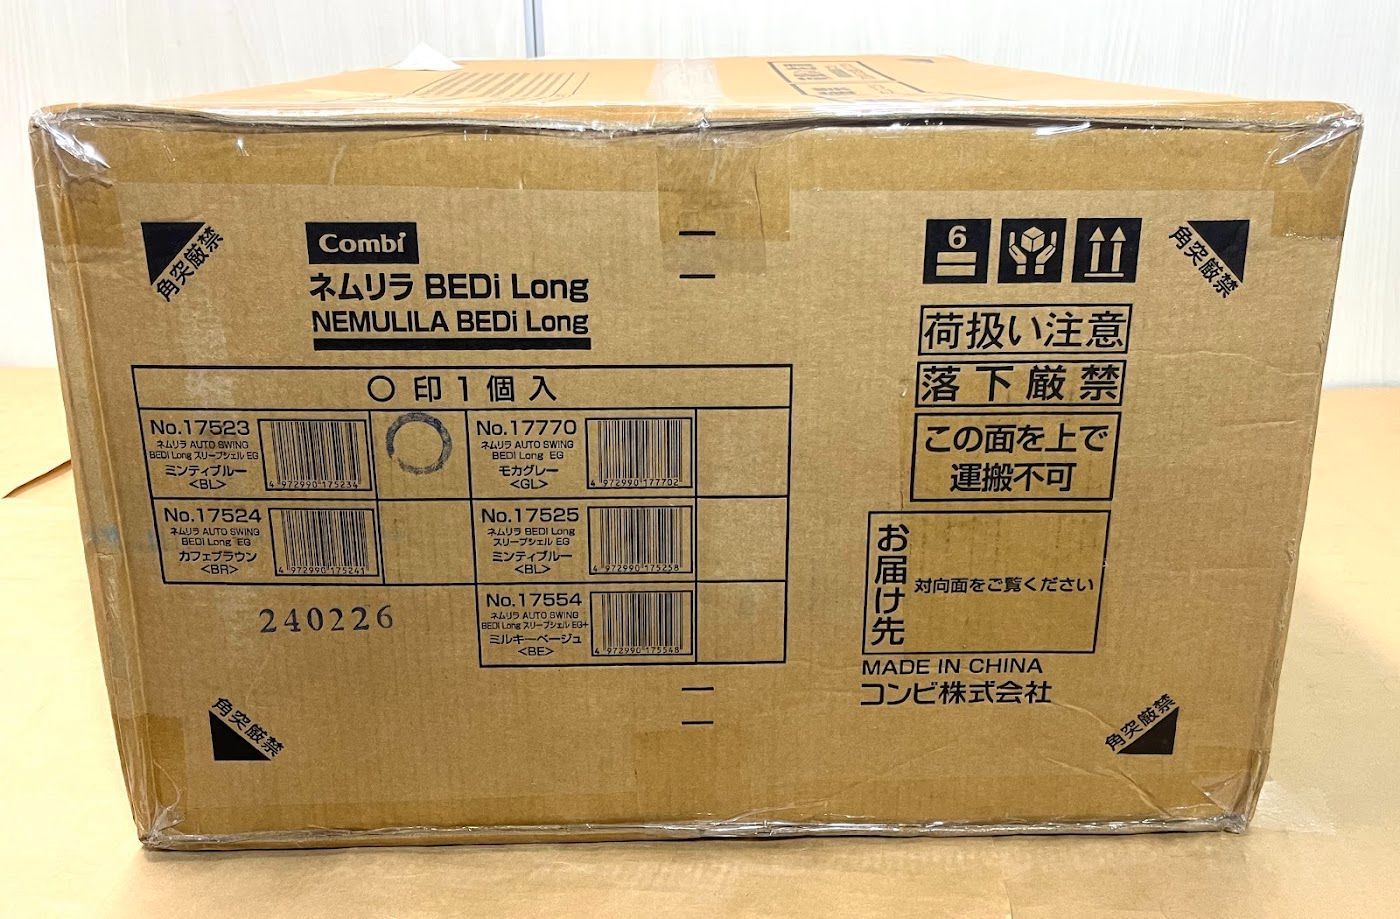 角突厳禁
Combi
ネムリラ BEDi Long
NEMULILA BEDi Long
〇 印 1 個 入
No.17523
ネムリラ AUTO SWING
BEDi Long スリープシェル EG
ミンティブルー
<BL>
4 972990 175234
No.17770
ネムリラ AUTO SWING
BEDi Long EG
モカグレー
<GL>
4 972990 177702
No.17524
ネムリラ AUTO SWING
BEDi Long EG
カフェブラウン
<BR>
4 972990 175241
No.17525
ネムリラ BEDi Long
スリープシェル EG
ミンティブルー
<BL>
4 972990 175258
No.17554
ネムリラ AUTO SWING
BEDi Long スリープシェル EG+
ミルキーベージュ
<BE>
4 972990 175548
240226
角突厳禁
6
角突厳禁
荷扱い注意
落下厳禁
この面を上で
運搬不可
お届け先
対向面をご覧ください
MADE IN CHINA
コンビ株式会社
角突厳禁